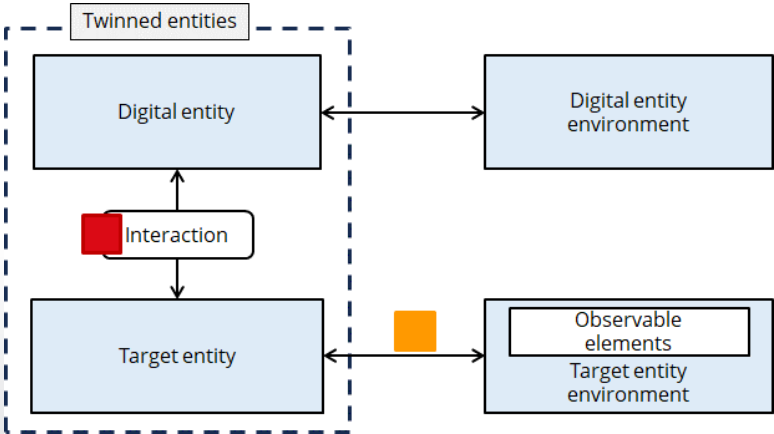 Twinned entities
Digital entity
Digital entity
environment
Interaction
Target entity
Observable
elements
Target entity
environment